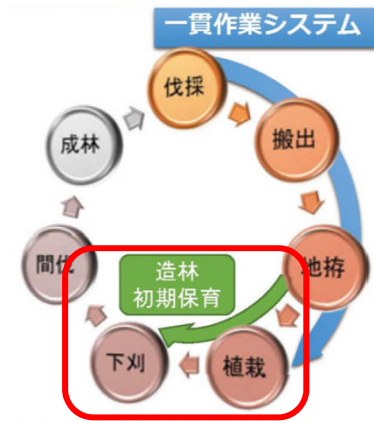 一貫作業システム
伐採
搬出
地拵
植栽
下刈
間伐
成林
造林
初期保育